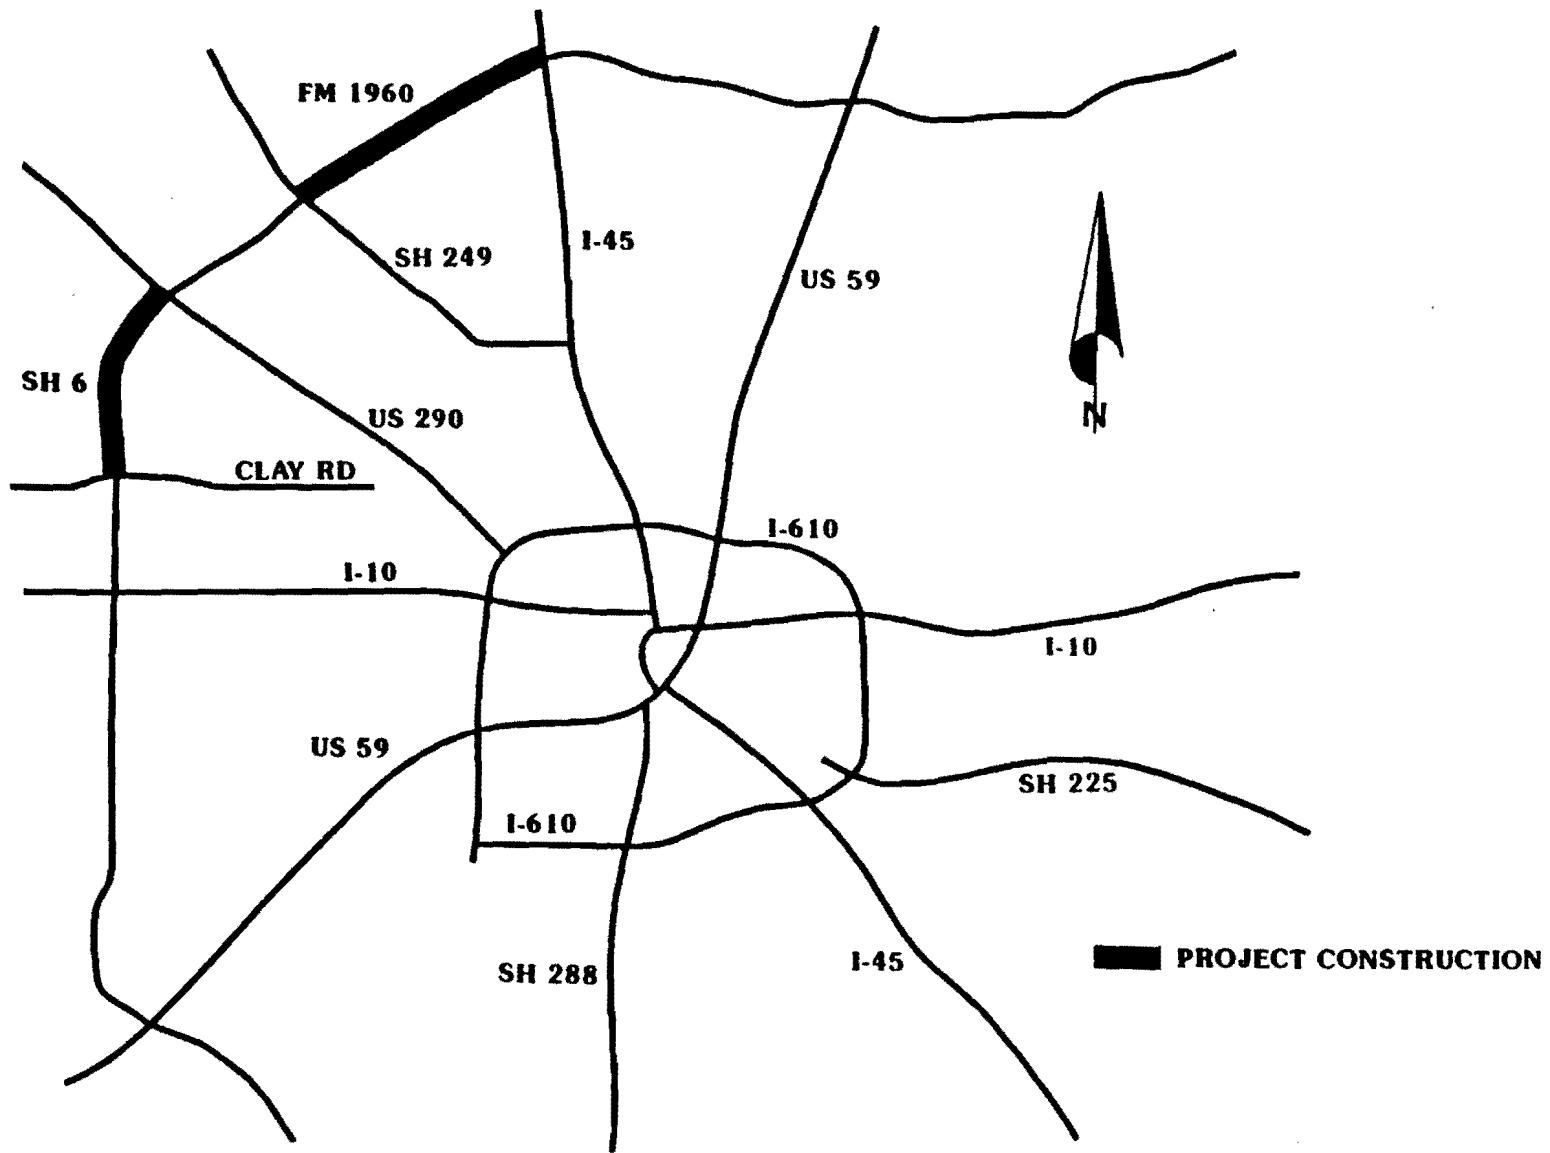 FM 1960
SH 249
I-45
US 59
SH 6
US 290
N
CLAY RD
I-610
I-10
I-10
US 59
SH 225
I-610
SH 288
I-45
PROJECT CONSTRUCTION